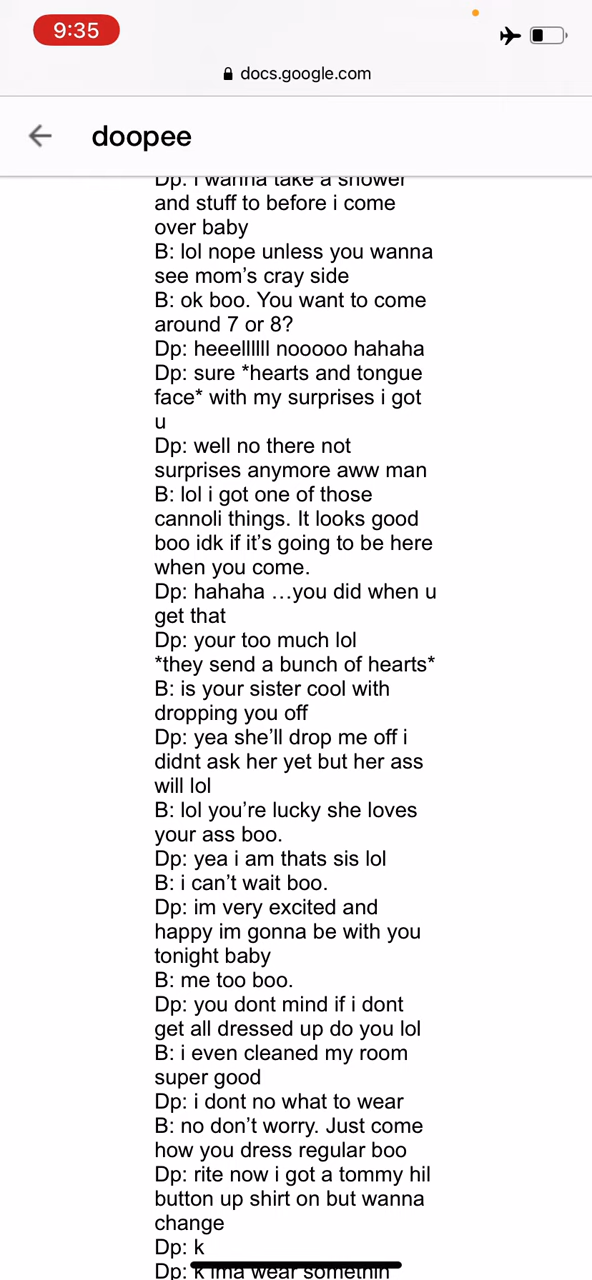 9:35
docs.google.com
doopee
Dp: i wanna take a shower
and stuff to before i come
over baby
B: lol nope unless you wanna
see mom's cray side
B: ok boo. You want to come
around 7 or 8?
Dp: heeellllll nooooo hahaha
Dp: sure *hearts and tongue
face* with my surprises i got
u
Dp: well no there not
surprises anymore aww man
B: lol i got one of those
cannoli things. It looks good
boo idk if it's going to be here
when you come.
Dp: hahaha …you did when u
get that
Dp: your too much lol
*they send a bunch of hearts*
B: is your sister cool with
dropping you off
Dp: yea she'll drop me off i
didnt ask her yet but her ass
will lol
B: lol you're lucky she loves
your ass boo.
Dp: yea i am thats sis lol
B: i can't wait boo.
Dp: im very excited and
happy im gonna be with you
tonight baby
B: me too boo.
Dp: you dont mind if i dont
get all dressed up do you lol
B: i even cleaned my room
super good
Dp: i dont no what to wear
B: no don't worry. Just come
how you dress regular boo
Dp: rite now i got a tommy hil
button up shirt on but wanna
change
Dp: k
Dp: k ima wear somethin